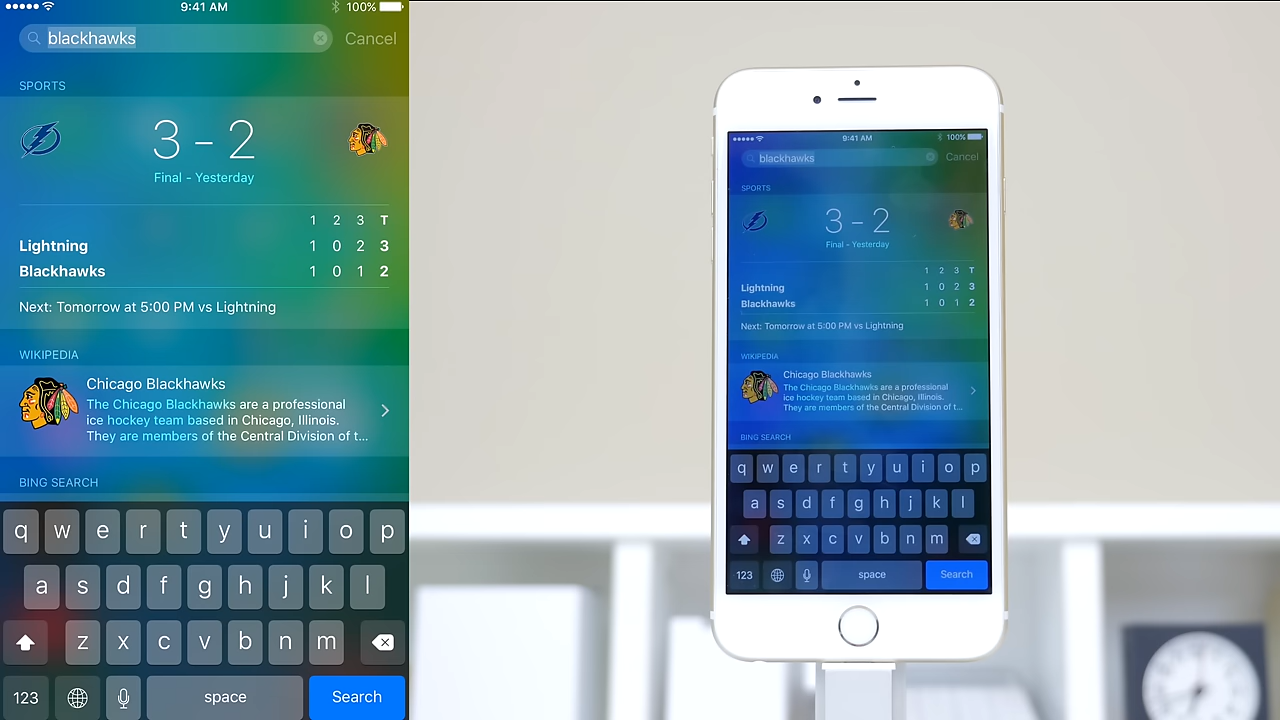 9:41 AM 100%
blackhawks Cancel
SPORTS
3 - 2
Final - Yesterday
1 2 3 T
Lightning 1 0 2 3
Blackhawks 1 0 1 2
Next: Tomorrow at 5:00 PM vs Lightning
WIKIPEDIA
Chicago Blackhawks
The Chicago Blackhawks are a professional
ice hockey team based in Chicago, Illinois.
They are members of the Central Division of t...
BING SEARCH
q w e r t y u i o p
a s d f g h j k l
z x c v b n m
123 space Search
9:41 AM 100%
blackhawks Cancel
SPORTS
3 - 2
Final - Yesterday
1 2 3 T
Lightning 1 0 2 3
Blackhawks 1 0 1 2
Next: Tomorrow at 5:00 PM vs Lightning
WIKIPEDIA
Chicago Blackhawks
The Chicago Blackhawks are a professional
ice hockey team based in Chicago, Illinois.
They are members of the Central Division of t...
BING SEARCH
q w e r t y u i o p
a s d f g h j k l
z x c v b n m
123 space Search